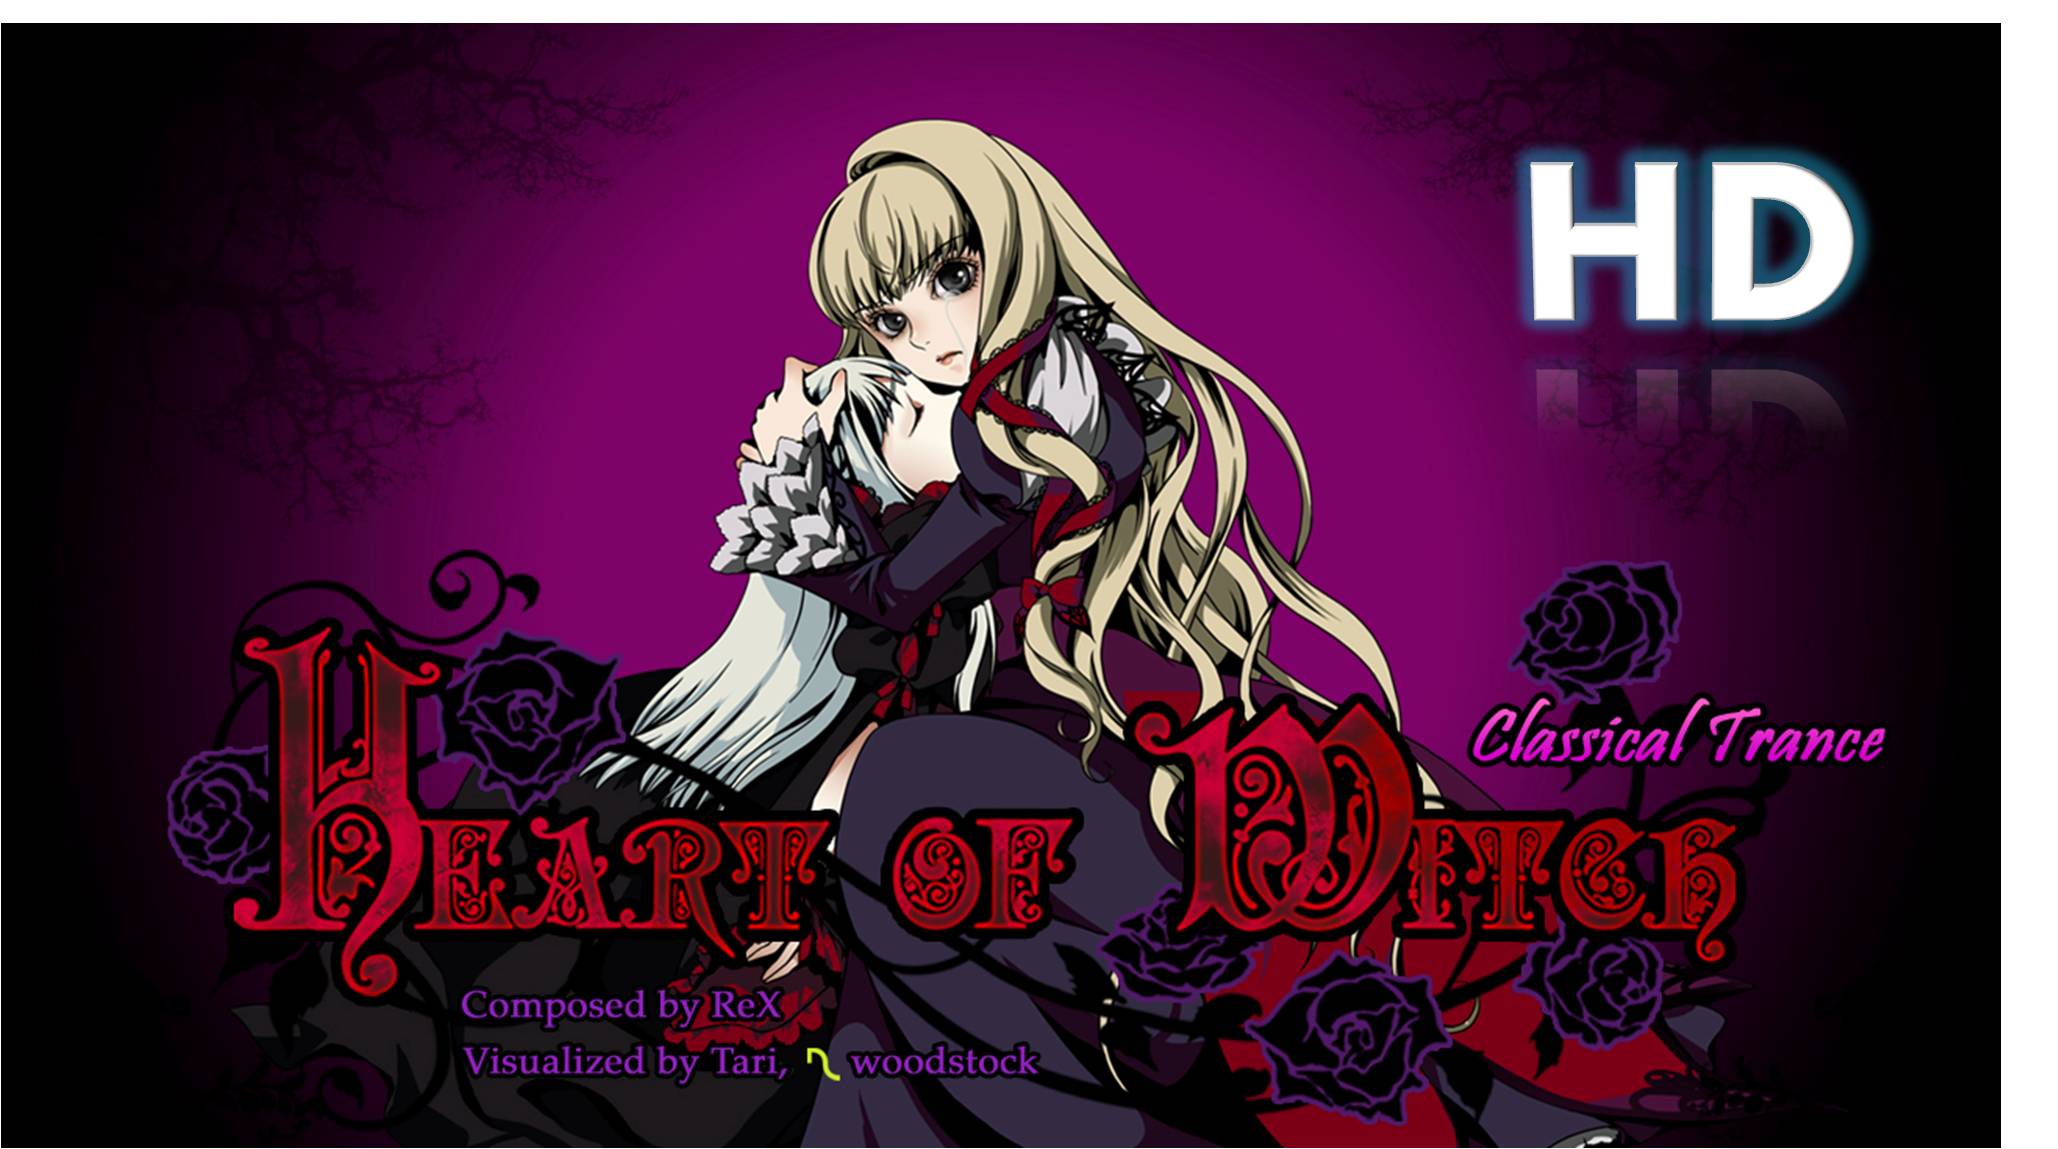 HD
Classical Trance
Heart of Witch
Composed by ReX
Visualized by Tari, woodstock